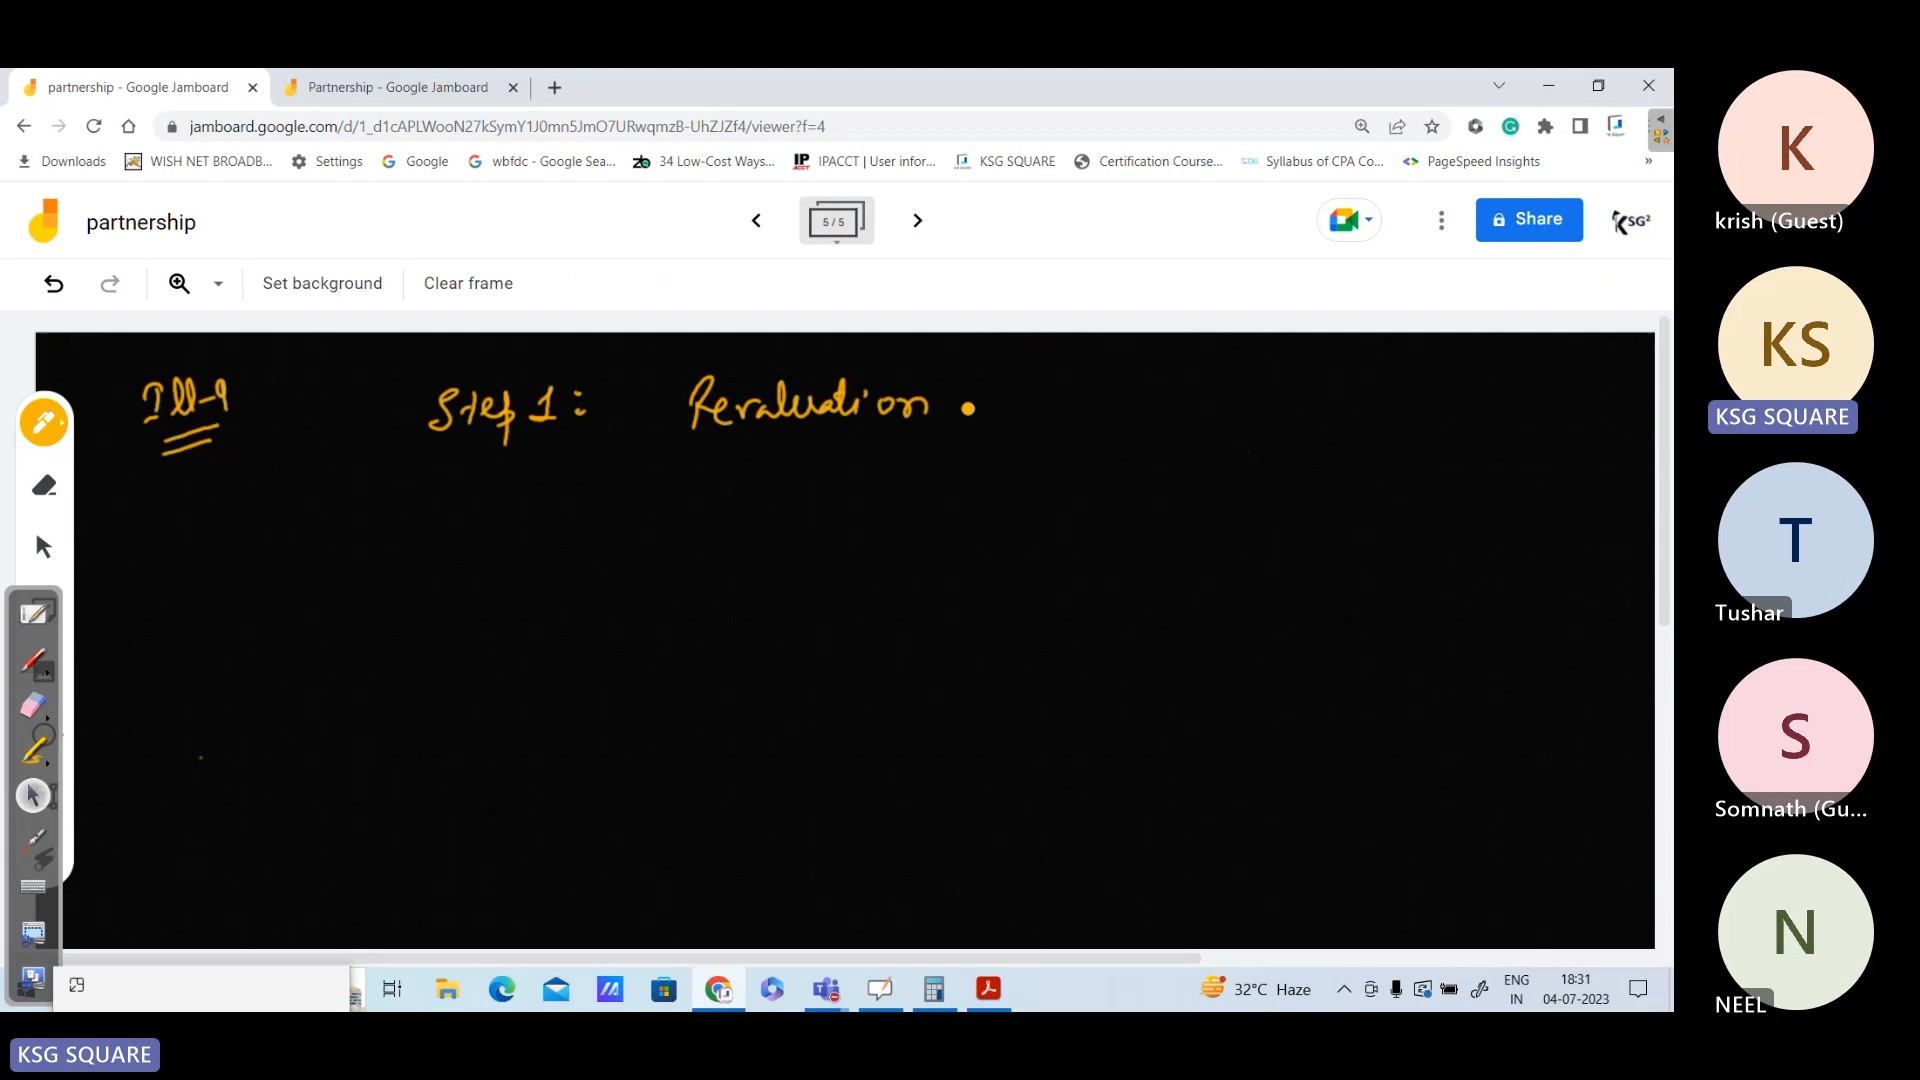 partnership - Google Jamboard
Partnership - Google Jamboard
jamboard.google.com/d/1_d1cAPLWooN27kSymY1J0mn5JmO7URwqmzB-UhZJZf4/viewer?f=4
Downloads
WISH NET BROADB...
Settings
Google
wbfdc - Google Sea...
34 Low-Cost Ways...
IPACCT | User infor...
KSG SQUARE
Certification Course...
Syllabus of CPA Co...
PageSpeed Insights
»
partnership
5 / 5
Share
KSG²
Set background
Clear frame
Ill-9 Step 1: Revaluation
32°C Haze
ENG
IN
18:31
04-07-2023
K
krish (Guest)
KS
KSG SQUARE
T
Tushar
S
Somnath (Gu...
N
NEEL
KSG SQUARE